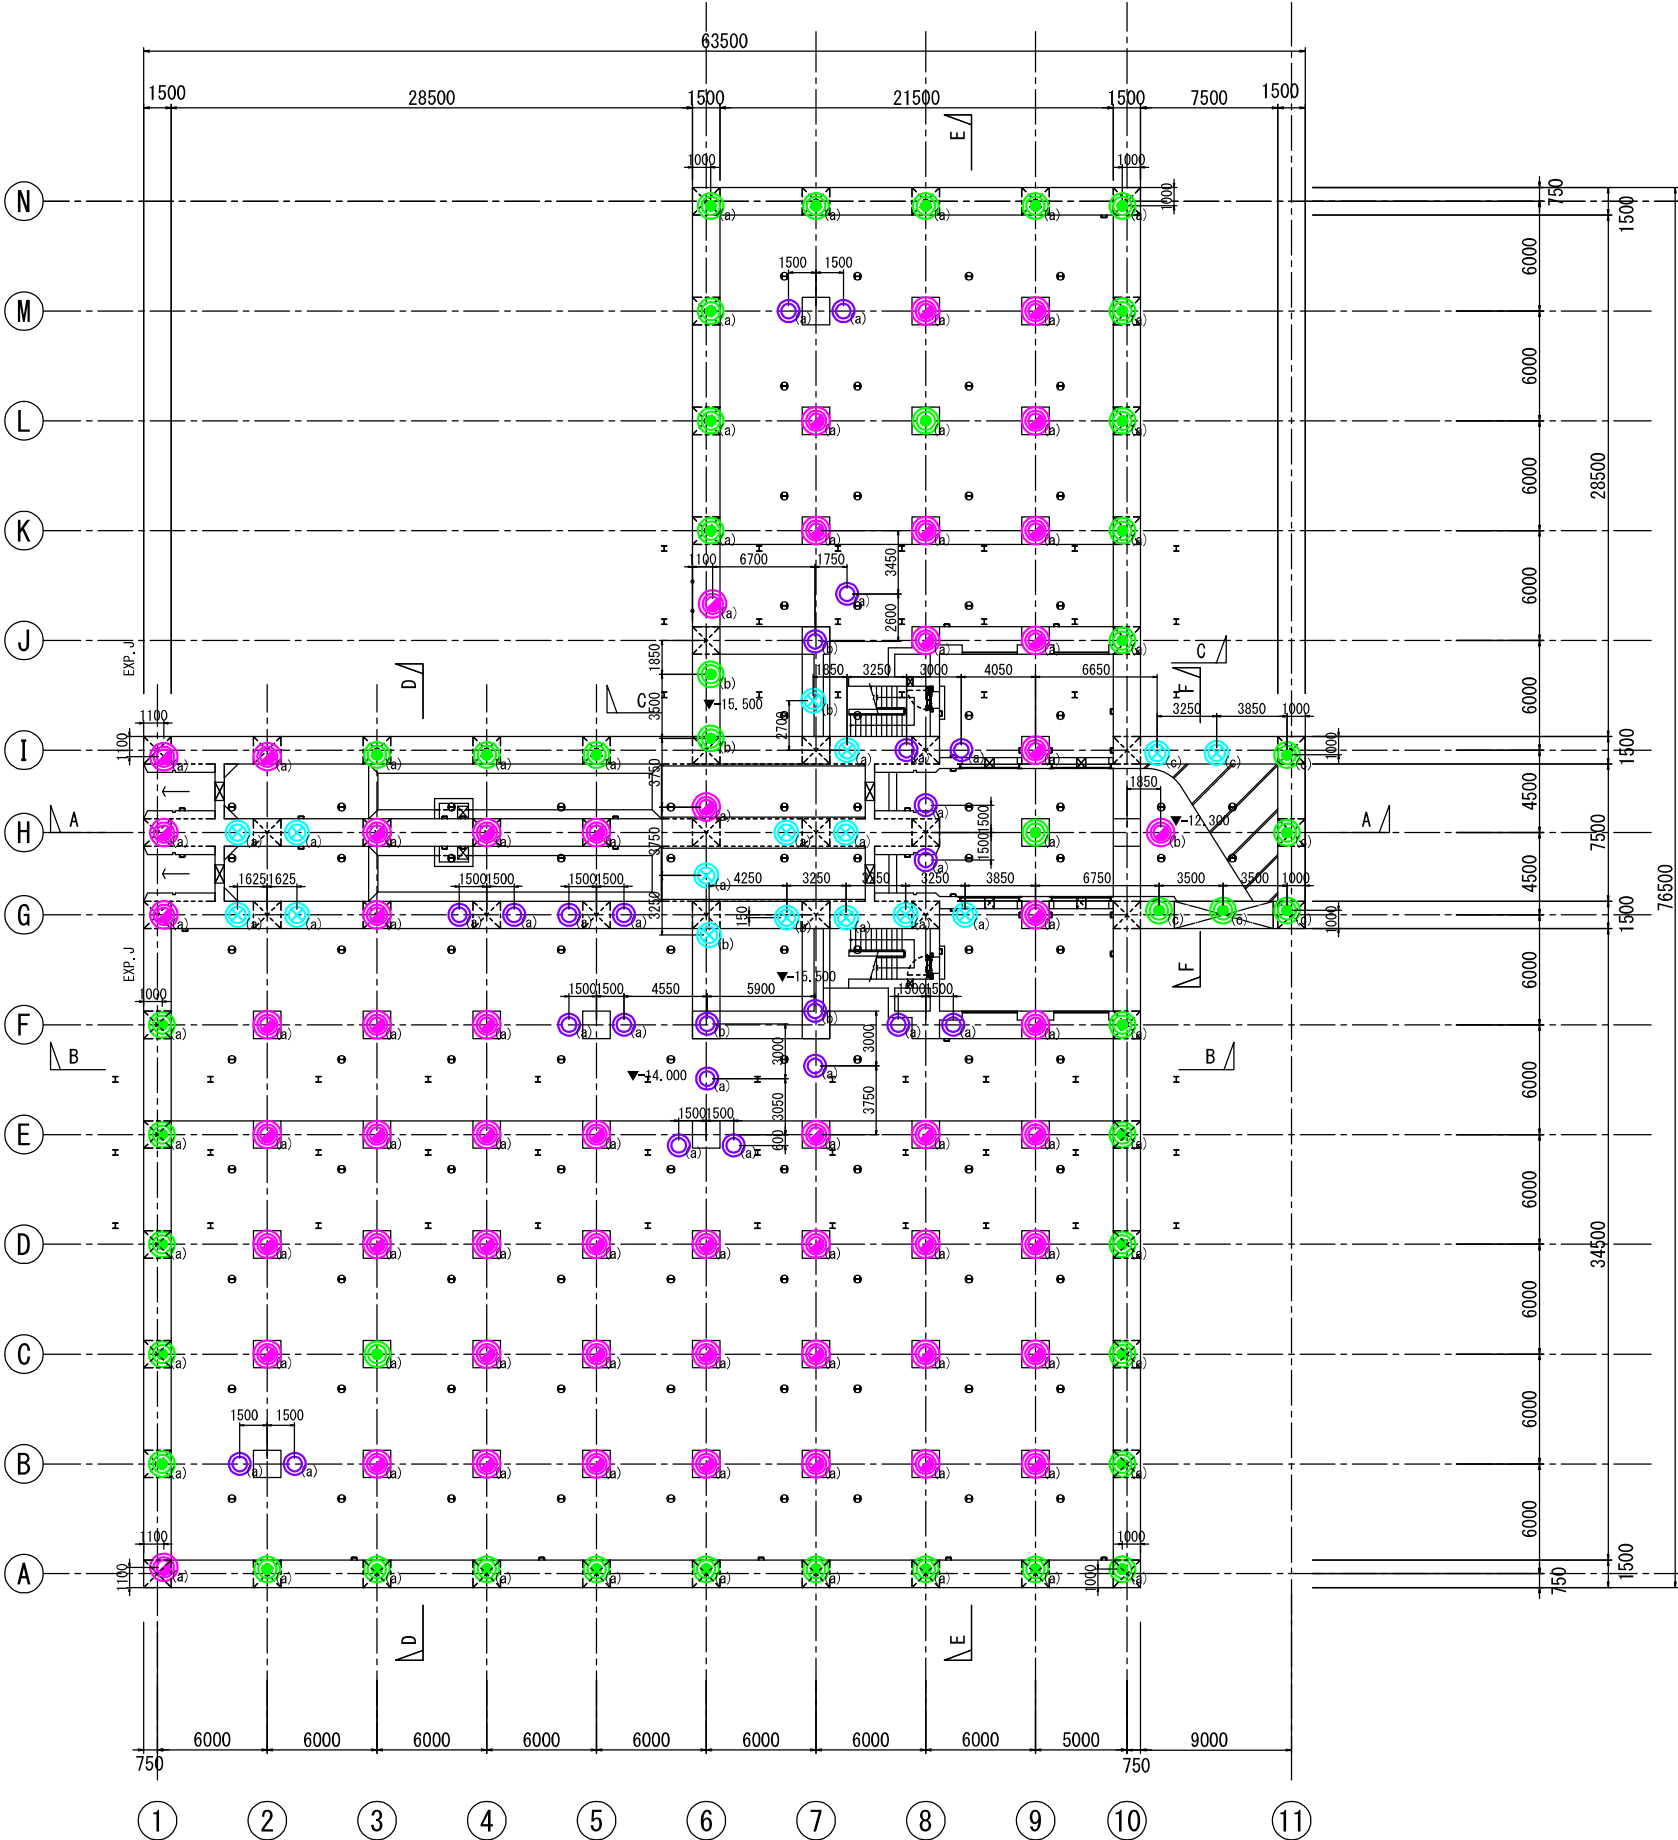 63500
1500 28500 1500 21500 1500 7500 1500
E
1000 1000
N (a) (a) (a) (a) (a) 1000 750 1500
1500 1500 6000
M (a) (a) (a) (a) (a) (a)
6000
L (a) (a) (a) (a) (a)
6000 28500
K (a) (a) (a) (a) (a)
1100 6700 1750 3450
(a) (a) 2600 6000
J (b) (a) (a) (a)
EXP.J D 1850 C
1850 3250 3000 4050 6650 F
C (b) 3500 ▼-15.500 (b) 2700 3250 3850 1000 6000
1100
I 1100 (a) (a) (a) (a) (a) (b) (a) (a) (a) (a) (c) (c) (c) 1000 1500
3750 (a) (a) 1850 4500
A ▼-12.300 A
H (a) (a) (a) (a) (a) (a) (a) (a) (a) (b) (c) 7500 76500
3750 1500 1500 (a) (a)
1625 1625 1500 1500 1500 1500 4250 3250 3250 3250 3850 6750 3500 3500 1000 4500
G (a) (a) (a) (a) (a) (a) (a) (a) 3250 150 (b) (b) (a) (a) (a) (a) (c) (c) (c) 1000 1500
EXP.J ▼-15.500 F
1000 1500 1500 4550 5900 1500 1500 6000
F (a) (a) (a) (a) (a) (a) (b) (b) (a) (a) (a) (a)
B ▼-14.000 (a) (a) 3000 3000 B
1500 1500 3050 3750 6000
E (a) (a) (a) (a) (a) (a) (a) 600 (a) (a) (a) (a)
6000
D (a) (a) (a) (a) (a) (a) (a) (a) (a) (a) 34500
6000
C (a) (a) (a) (a) (a) (a) (a) (a) (a) (a)
1500 1500 6000
B (a) (a) (a) (a) (a) (a) (a) (a) (a) (a) (a)
1100 1000 6000
A 1100 (a) (a) (a) (a) (a) (a) (a) (a) (a) (a) 1000 750 1500
D E
6000 6000 6000 6000 6000 6000 6000 6000 5000 9000
750 750
1 2 3 4 5 6 7 8 9 10 11